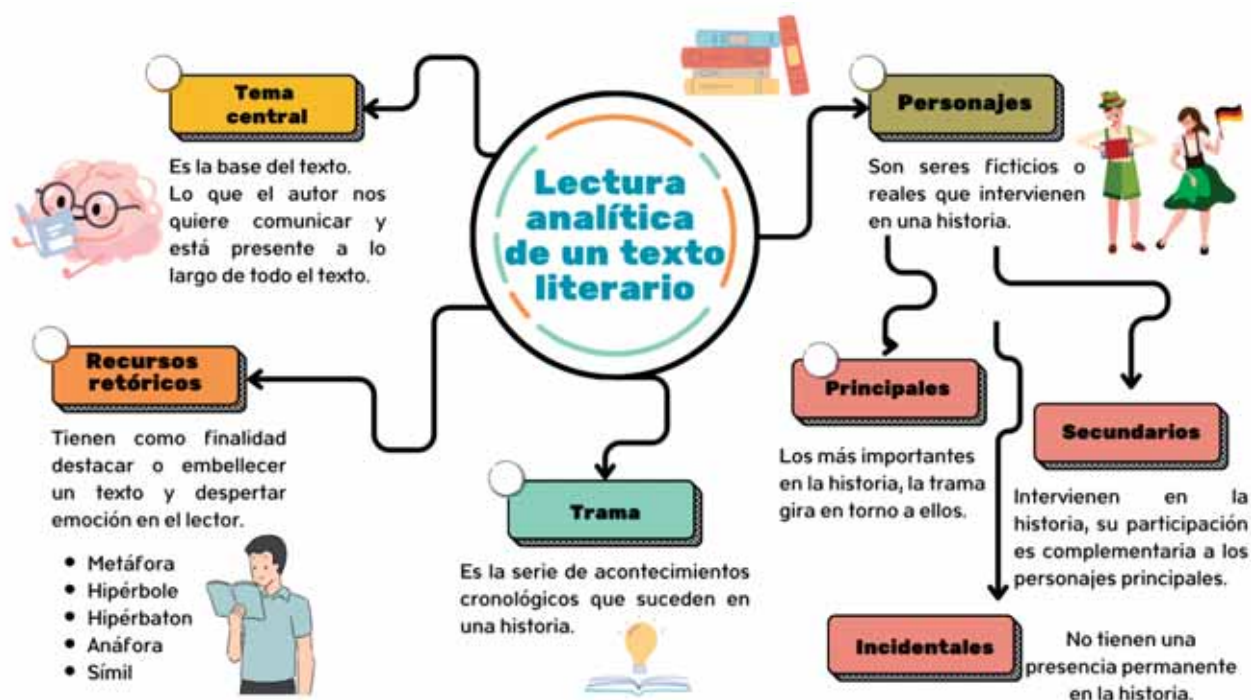 Lectura
analítica
de un texto
literario
Tema
central
Es la base del texto.
Lo que el autor nos
quiere comunicar y
está presente a lo
largo de todo el texto.
Recursos
retóricos
Tienen como finalidad
destacar o embellecer
un texto y despertar
emoción en el lector.
• Metáfora
• Hipérbole
• Hipérbaton
• Anáfora
• Símil
Trama
Es la serie de acontecimientos
cronológicos que suceden en
una historia.
Personajes
Son seres ficticios o
reales que intervienen
en una historia.
Principales
Los más importantes
en la historia, la trama
gira en torno a ellos.
Secundarios
Intervienen en la
historia, su participación
es complementaria a los
personajes principales.
Incidentales
No tienen una
presencia permanente
en la historia.